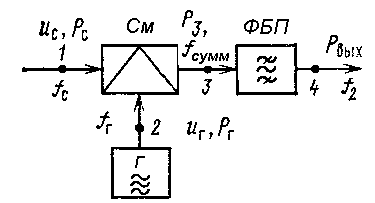 u_c, P_c
См
P_3,
f_сумм
ФБП
P_вых
1
f_c
3
4
f_2
f_г
2
u_г, P_г
Г